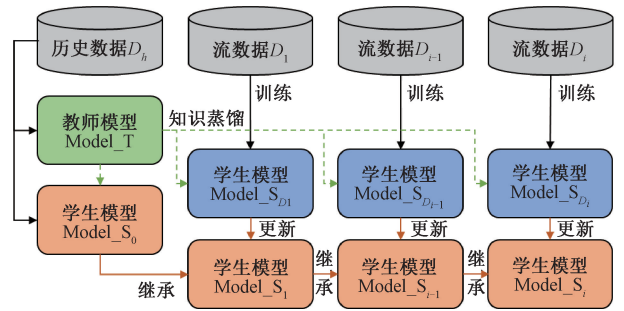 历史数据D_h
流数据D_1
流数据D_{i-1}
流数据D_i
训练
训练
训练
教师模型
Model_T
知识蒸馏
学生模型
Model_S_{D1}
学生模型
Model_S_{D_{i-1}}
学生模型
Model_S_{D_i}
学生模型
Model_S_0
更新
更新
更新
继承
学生模型
Model_S_1
继
承
学生模型
Model_S_{i-1}
继
承
学生模型
Model_S_i